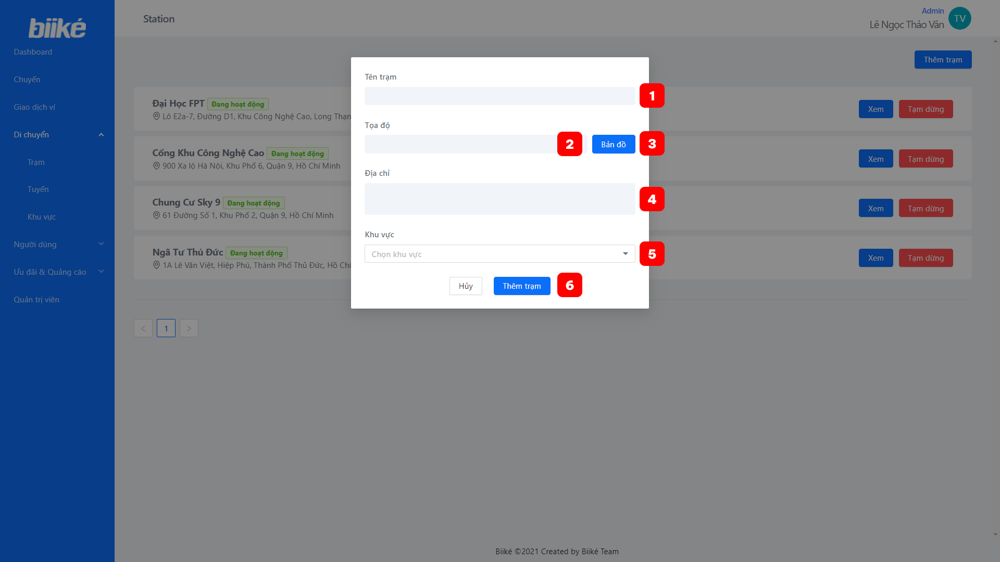 biiké
Dashboard
Chuyến
Giao dịch ví
Di chuyển
Trạm
Tuyến
Khu vực
Người dùng
Ưu đãi & Quảng cáo
Quản trị viên
Station
Admin
Lê Ngọc Thảo Vân
TV
Thêm trạm
Đại Học FPT Đang hoạt động
Lô E2a-7, Đường D1, Khu Công Nghệ Cao, Long Thạn
Xem Tạm dừng
Cổng Khu Công Nghệ Cao Đang hoạt động
900 Xa lộ Hà Nội, Khu Phố 6, Quận 9, Hồ Chí Minh
Xem Tạm dừng
Chung Cư Sky 9 Đang hoạt động
61 Đường Số 1, Khu Phố 2, Quận 9, Hồ Chí Minh
Xem Tạm dừng
Ngã Tư Thủ Đức Đang hoạt động
1A Lê Văn Việt, Hiệp Phú, Thành Phố Thủ Đức, Hồ Chí
Xem Tạm dừng
< 1 >
Tên trạm
1
Tọa độ
2 Bản đồ 3
Địa chỉ
4
Khu vực
Chọn khu vực 5
Hủy Thêm trạm 6
Biiké ©2021 Created by Biiké Team